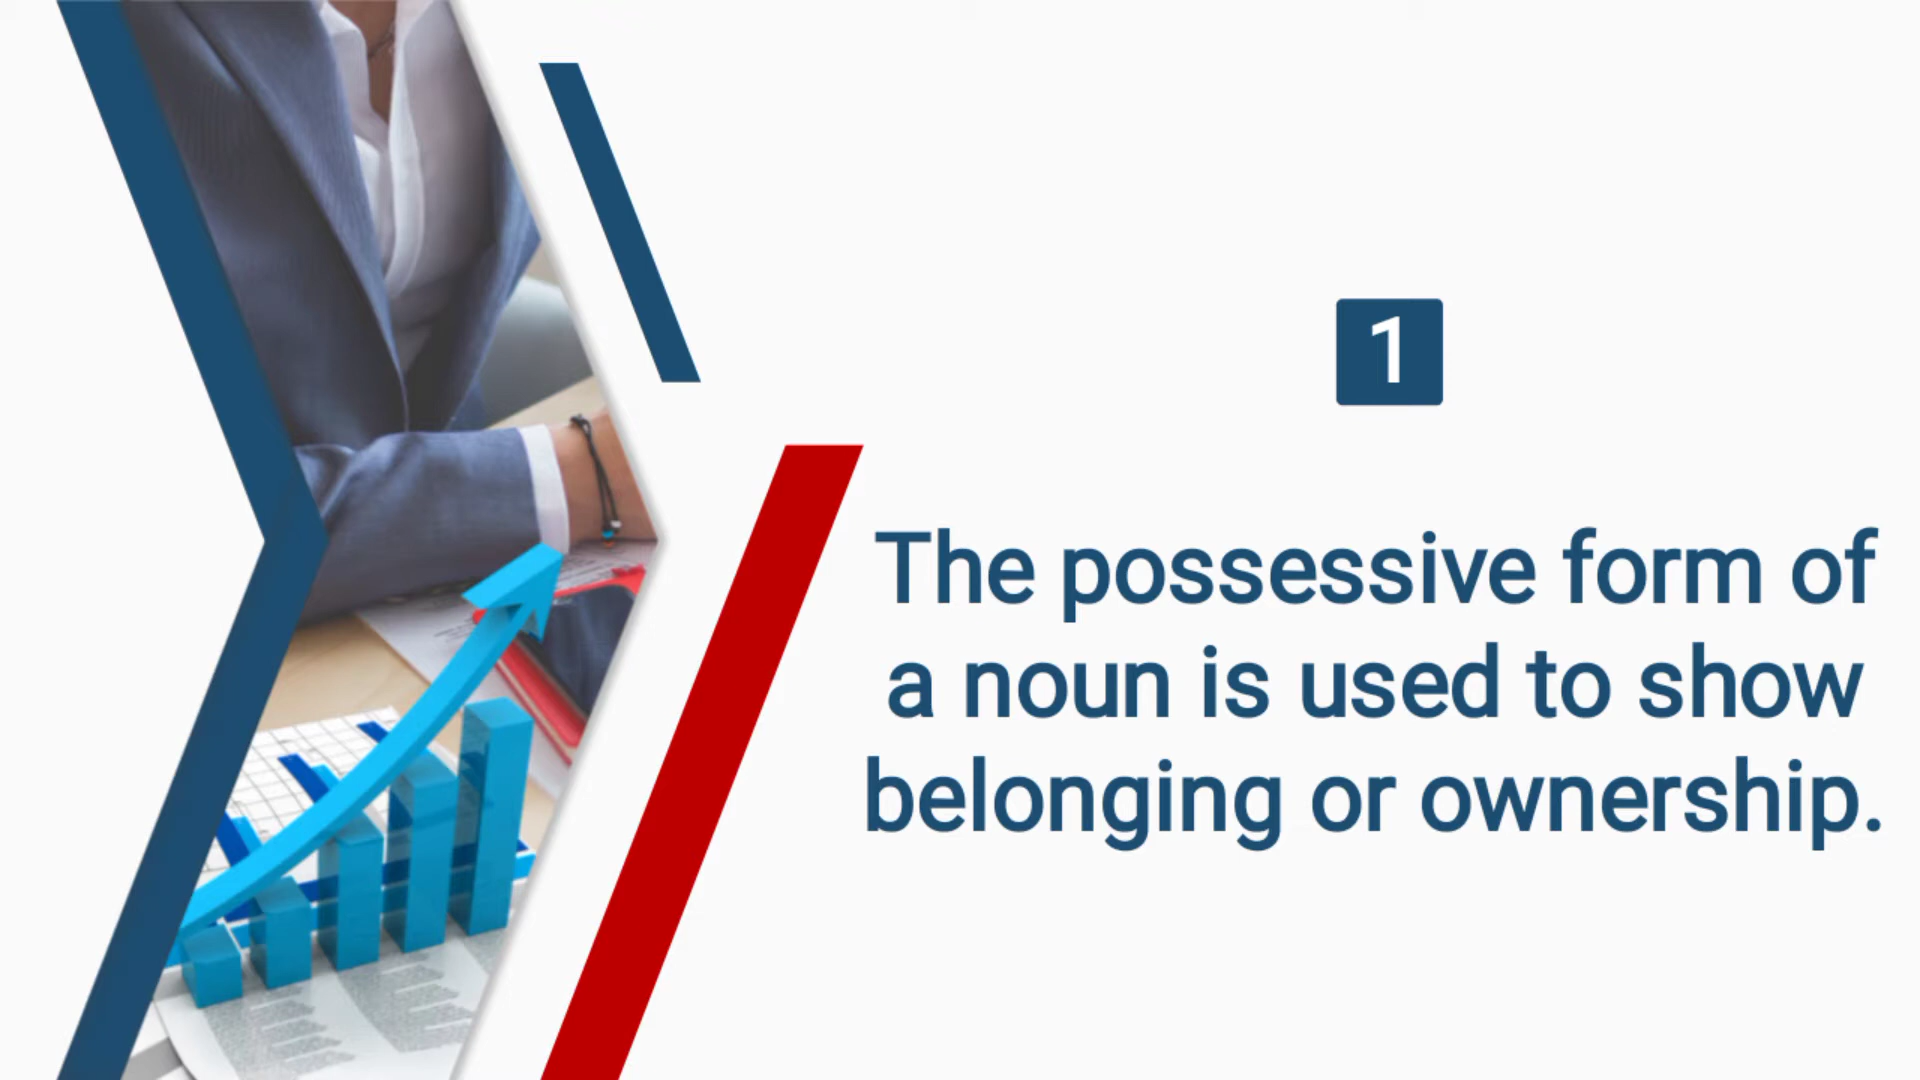 1
The possessive form of
a noun is used to show
belonging or ownership.